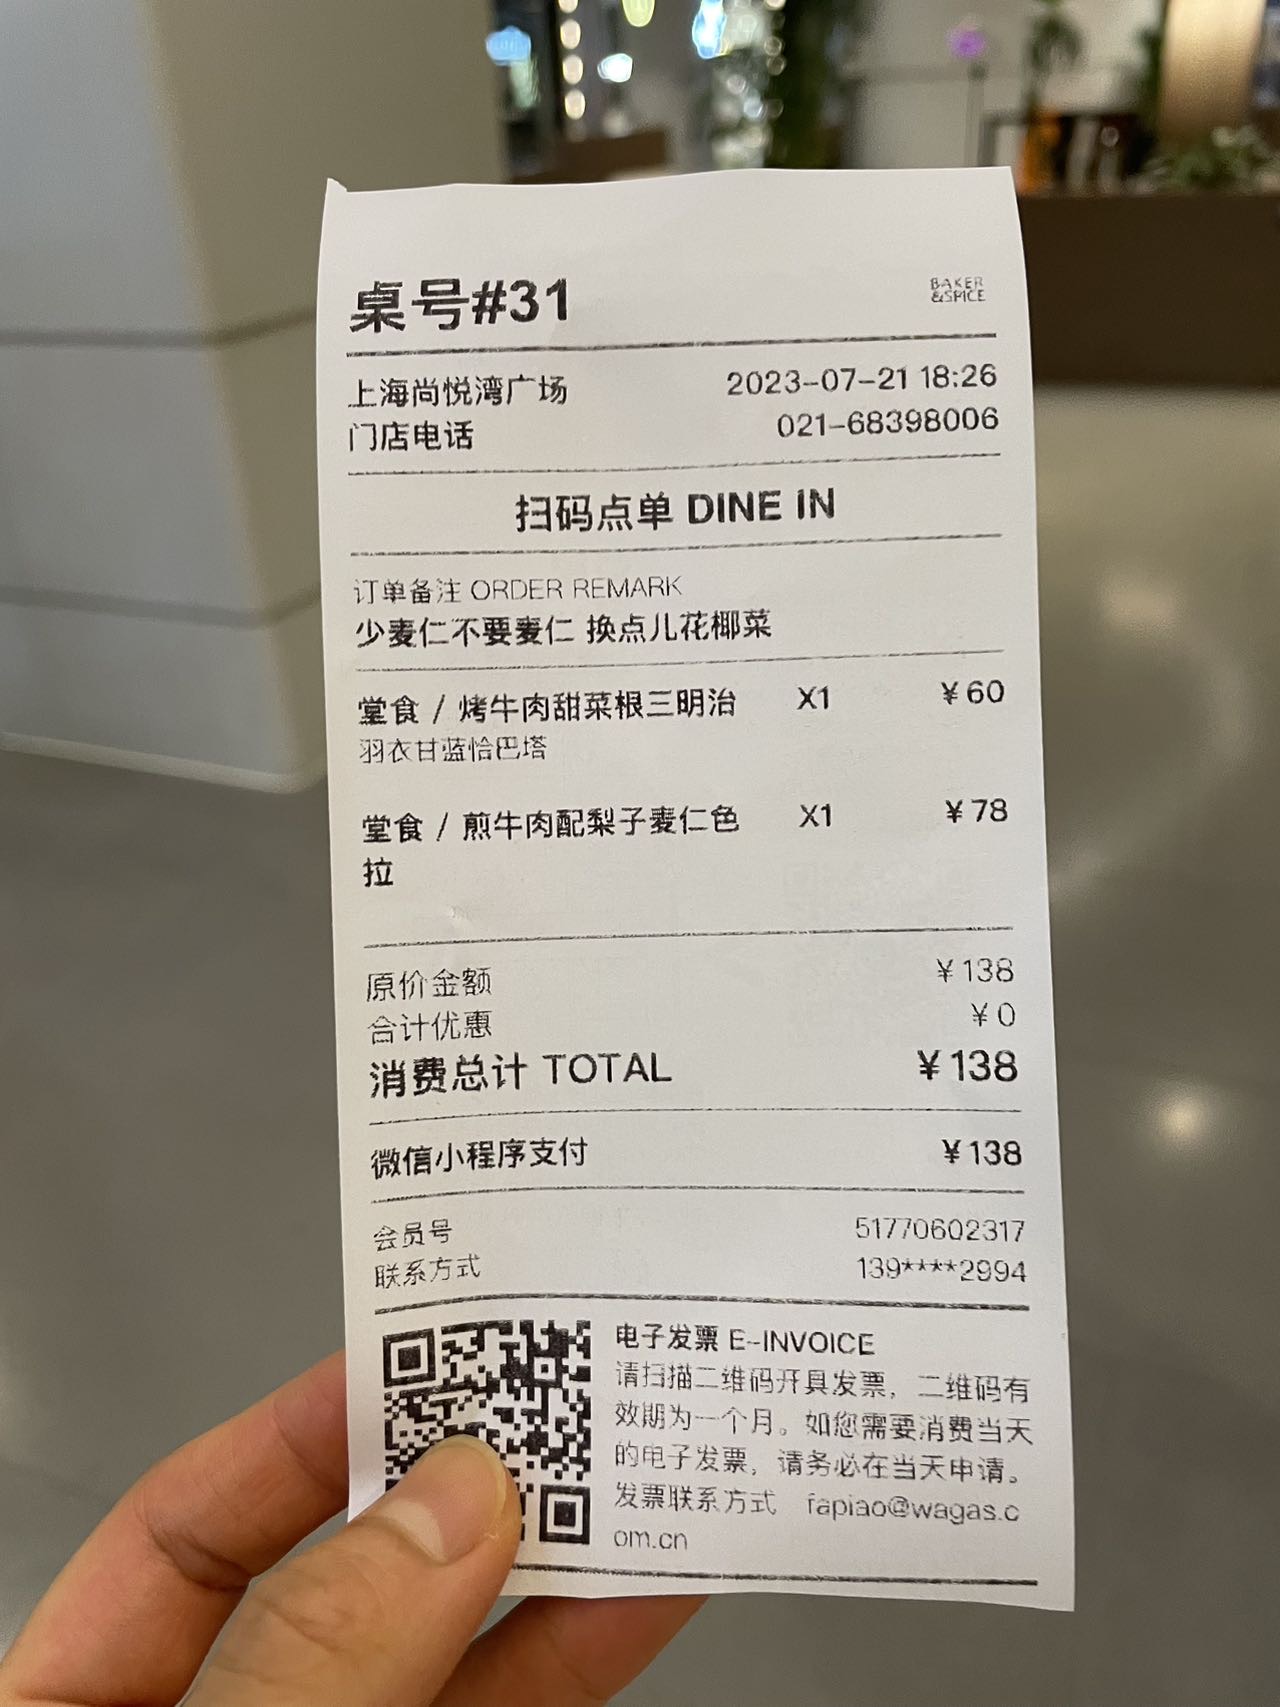 桌号#31
BAKER
&SPICE
上海尚悦湾广场 2023-07-21 18:26
门店电话 021-68398006
扫码点单 DINE IN
订单备注 ORDER REMARK
少麦仁不要麦仁 换点儿花椰菜
堂食 / 烤牛肉甜菜根三明治 X1 ¥60
羽衣甘蓝恰巴塔
堂食 / 煎牛肉配梨子麦仁色 X1 ¥78
拉
原价金额 ¥138
合计优惠 ¥0
消费总计 TOTAL ¥138
微信小程序支付 ¥138
会员号 51770602317
联系方式 139****2994
电子发票 E-INVOICE
请扫描二维码开具发票，二维码有
效期为一个月。如您需要消费当天
的电子发票，请务必在当天申请。
发票联系方式 fapiao@wagas.c
om.cn